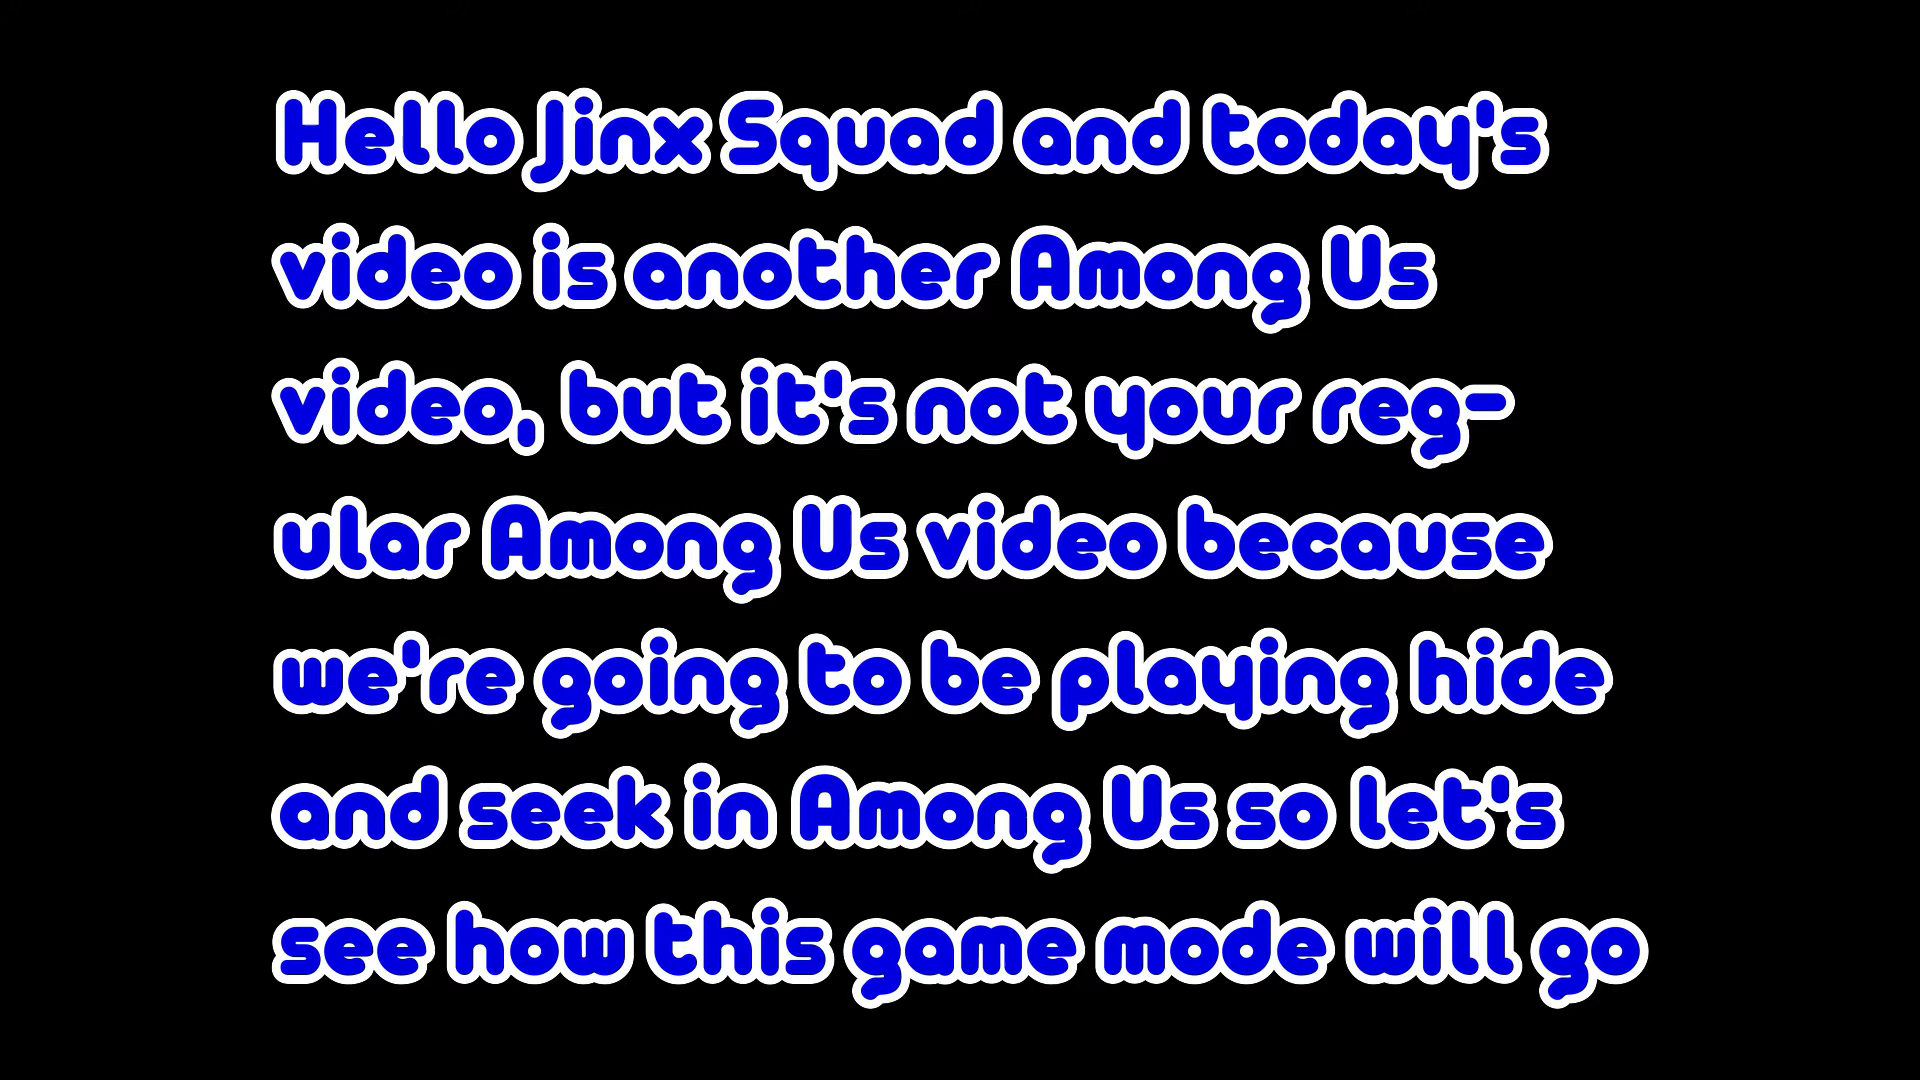 Hello Jinx Squad and today's
video is another Among Us
video, but it's not your reg-
ular Among Us video because
we're going to be playing hide
and seek in Among Us so let's
see how this game mode will go